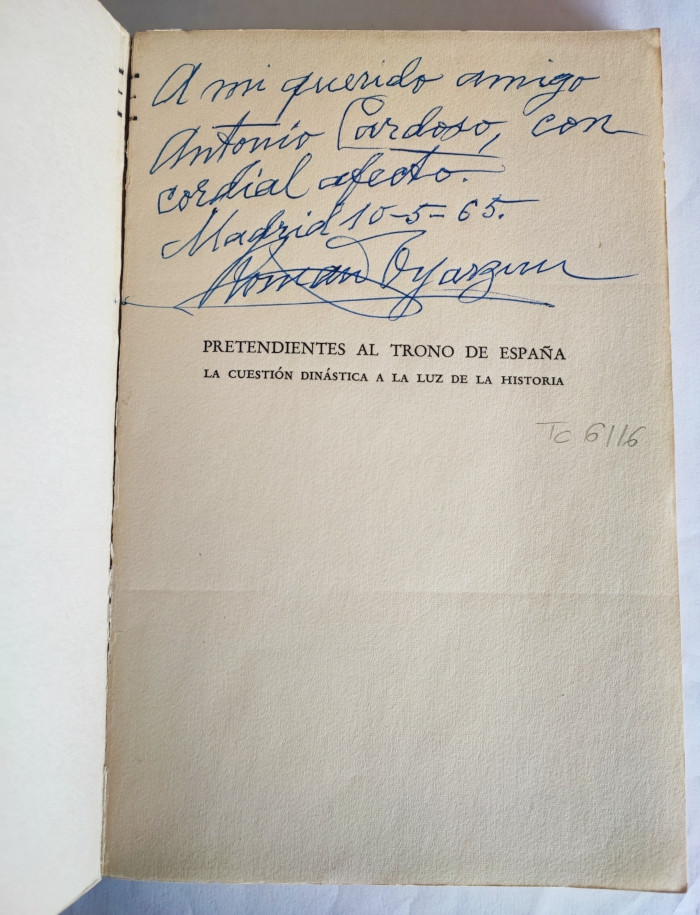 A mi querido amigo
Antonio Cardoso, con
cordial afecto.
Madrid 10-5-65.
Roman Oyarzun
PRETENDIENTES AL TRONO DE ESPAÑA
LA CUESTIÓN DINÁSTICA A LA LUZ DE LA HISTORIA
TC 6116